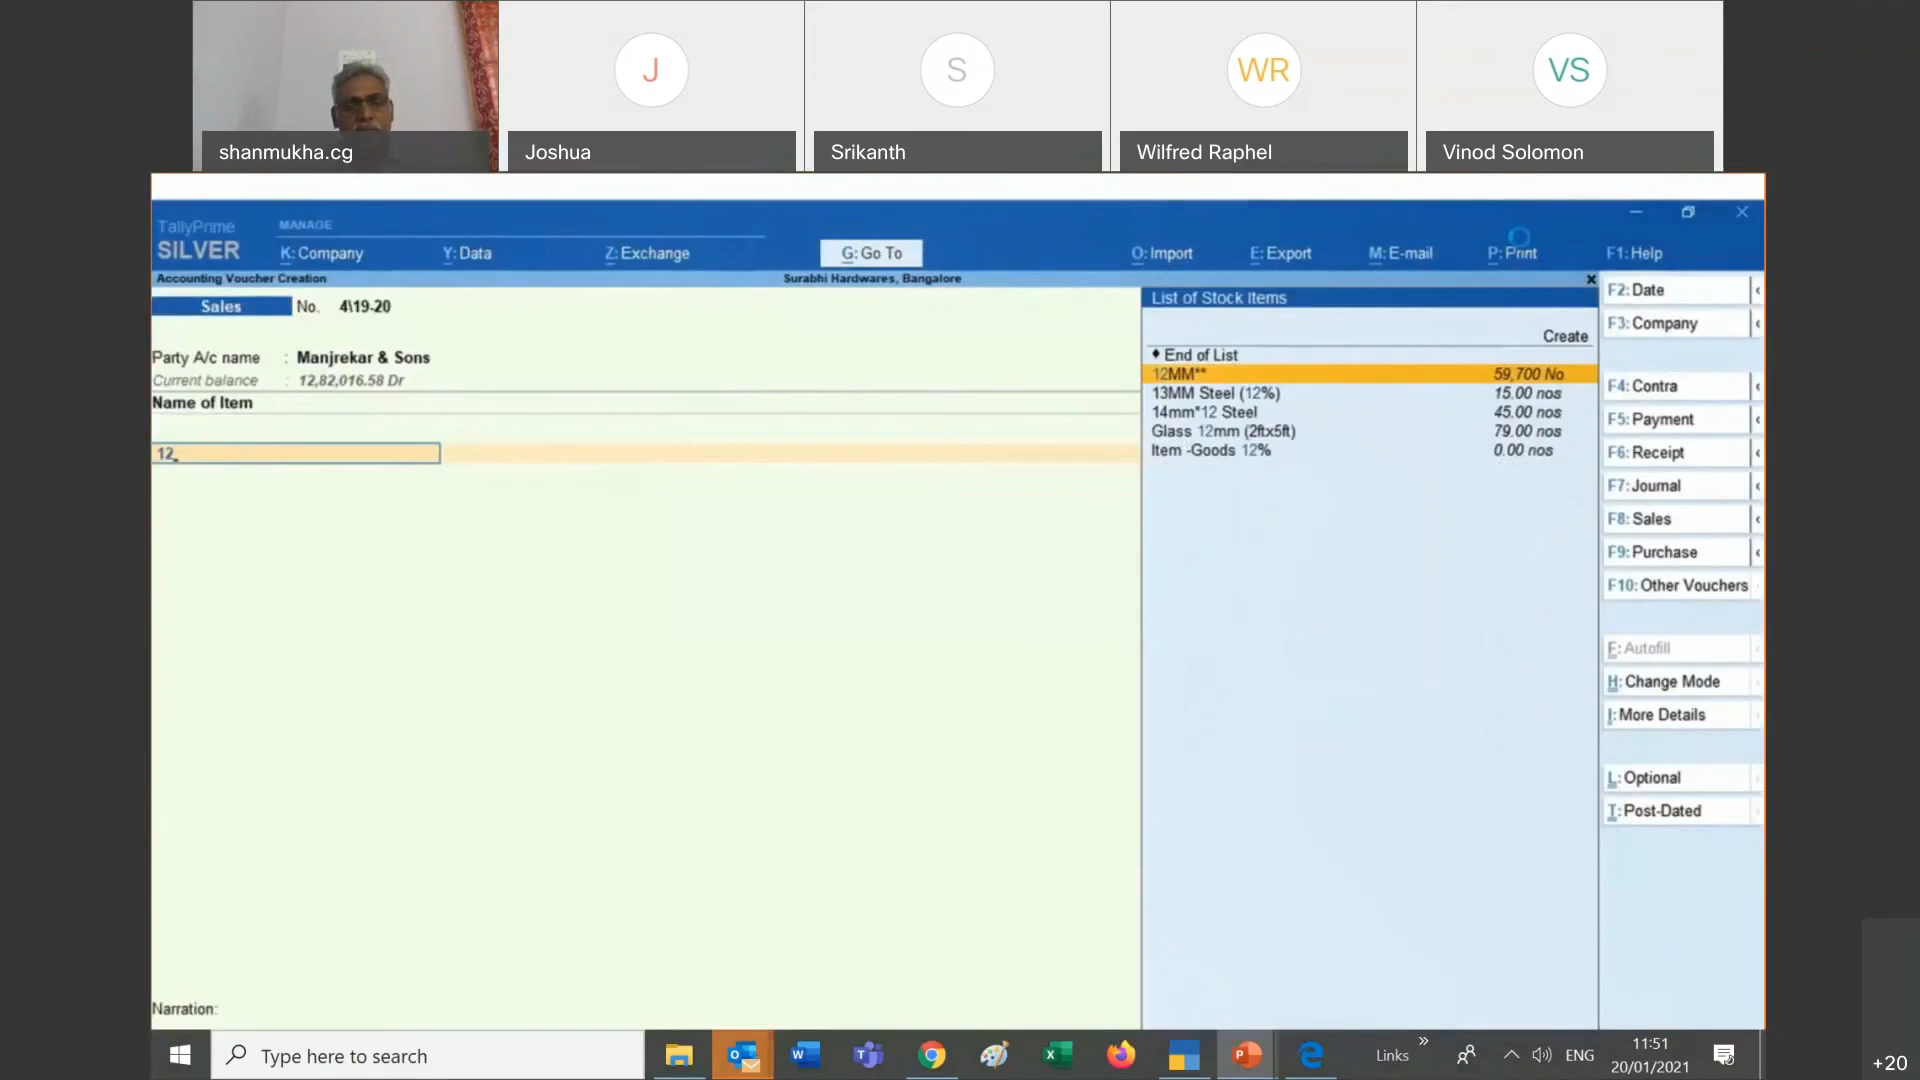 J
S
WR
VS
shanmukha.cg
Joshua
Srikanth
Wilfred Raphel
Vinod Solomon
TallyPrime
SILVER
MANAGE
K: Company
Y: Data
Z: Exchange
G: Go To
O: Import
E: Export
M: E-mail
P: Print
F1: Help
Accounting Voucher Creation
Surabhi Hardwares, Bangalore
Sales No. 4\19-20
Party A/c name : Manjrekar & Sons
Current balance : 12,82,016.58 Dr
Name of Item
12
Narration:
List of Stock Items
Create
♦ End of List
12MM** 59,700 No
13MM Steel (12%) 15.00 nos
14mm*12 Steel 45.00 nos
Glass 12mm (2ftx5ft) 79.00 nos
Item -Goods 12% 0.00 nos
F2: Date
F3: Company
F4: Contra
F5: Payment
F6: Receipt
F7: Journal
F8: Sales
F9: Purchase
F10: Other Vouchers
F: Autofill
H: Change Mode
I: More Details
L: Optional
T: Post-Dated
Type here to search
Links
ENG
11:51
20/01/2021
+20